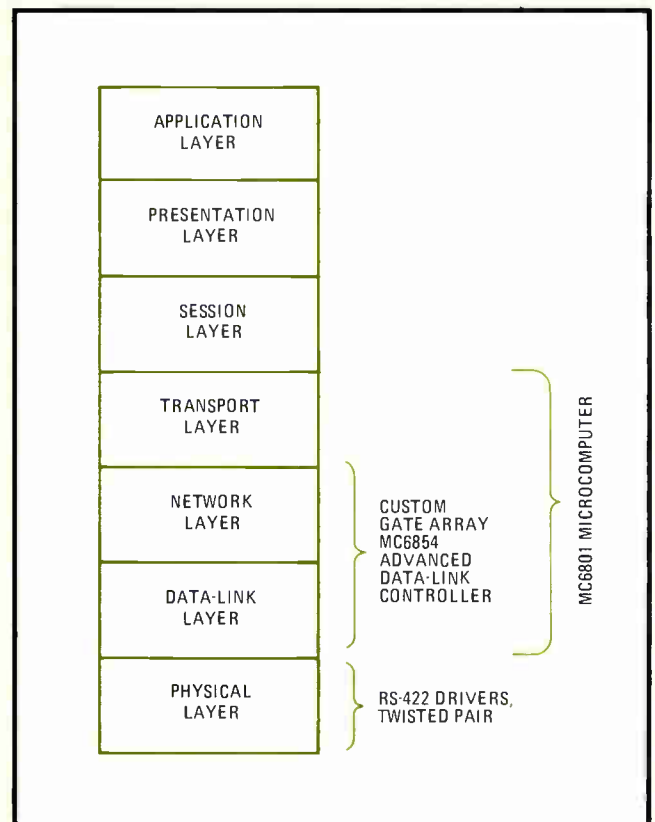 APPLICATION
LAYER
PRESENTATION
LAYER
SESSION
LAYER
TRANSPORT
LAYER
NETWORK
LAYER
DATA-LINK
LAYER
PHYSICAL
LAYER
CUSTOM
GATE ARRAY
MC6854
ADVANCED
DATA-LINK
CONTROLLER
RS-422 DRIVERS,
TWISTED PAIR
MC6801 MICROCOMPUTER